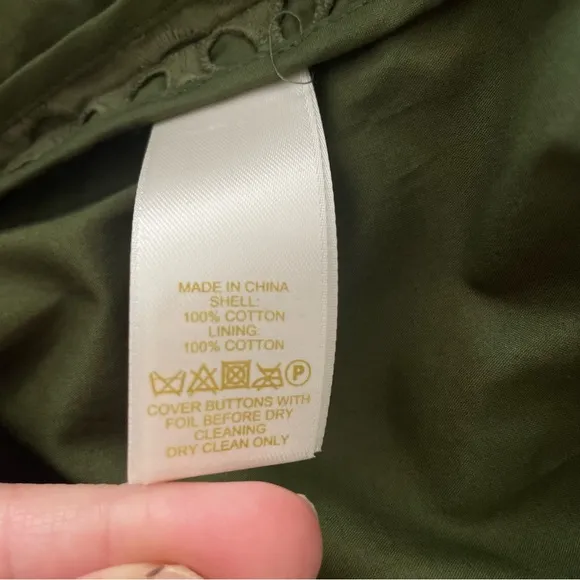 MADE IN CHINA
SHELL:
100% COTTON
LINING:
100% COTTON
P
COVER BUTTONS WITH
FOIL BEFORE DRY
CLEANING
DRY CLEAN ONLY